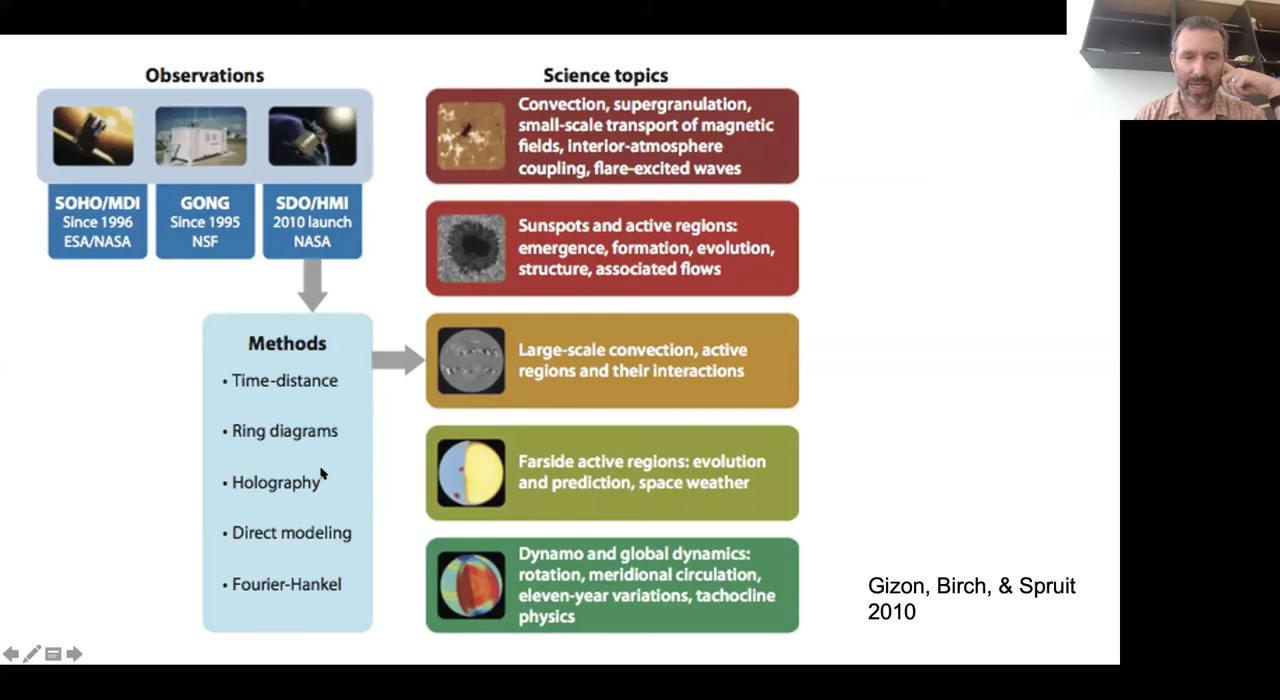 Observations
SOHO/MDI
Since 1996
ESA/NASA
GONG
Since 1995
NSF
SDO/HMI
2010 launch
NASA
Methods
• Time-distance
• Ring diagrams
• Holography
• Direct modeling
• Fourier-Hankel
Science topics
Convection, supergranulation,
small-scale transport of magnetic
fields, interior-atmosphere
coupling, flare-excited waves
Sunspots and active regions:
emergence, formation, evolution,
structure, associated flows
Large-scale convection, active
regions and their interactions
Farside active regions: evolution
and prediction, space weather
Dynamo and global dynamics:
rotation, meridional circulation,
eleven-year variations, tachocline
physics
Gizon, Birch, & Spruit
2010